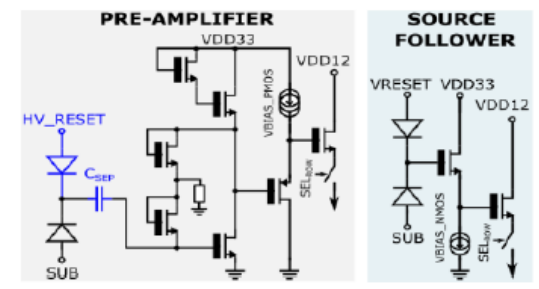 PRE-AMPLIFIER
VDD33
VDD12
HV_RESET
CSEP
VBIAS_PMOS
SELROW
SUB
SOURCE
FOLLOWER
VRESET VDD33
VDD12
VBIAS_NMOS
SELROW
SUB